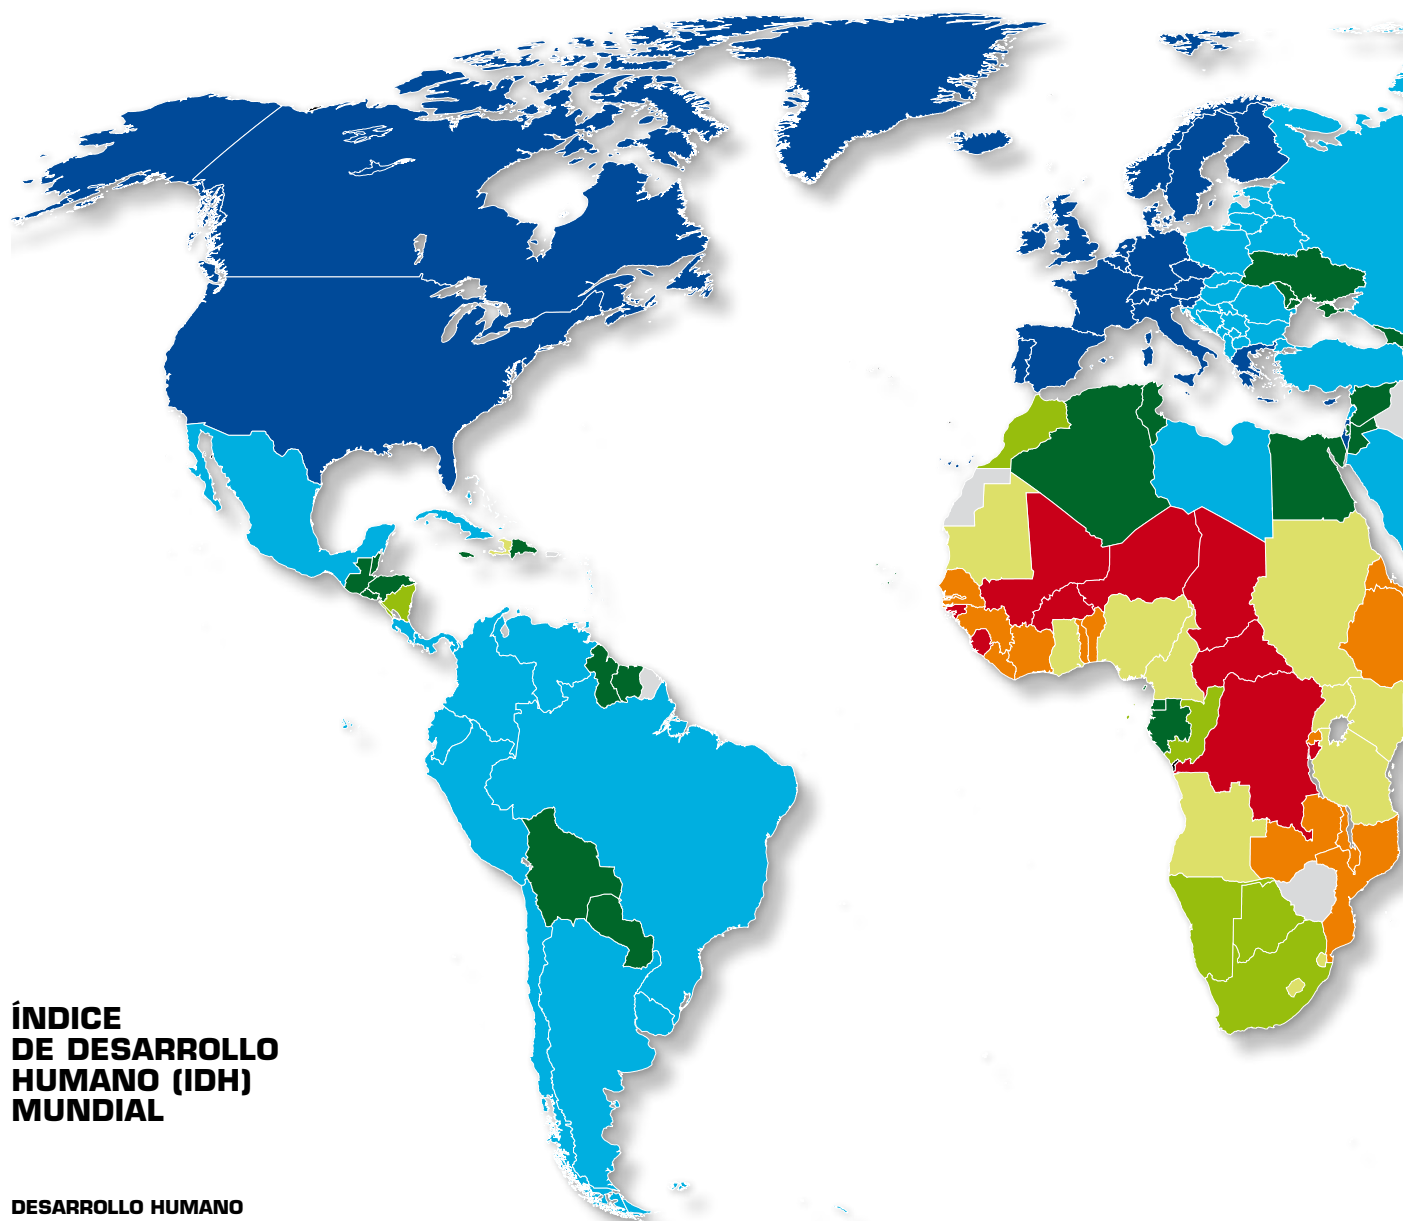 ÍNDICE
DE DESARROLLO
HUMANO (IDH)
MUNDIAL
DESARROLLO HUMANO